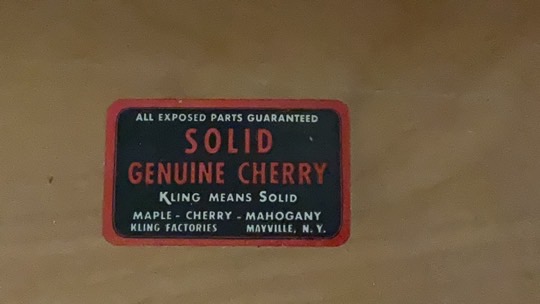 ALL EXPOSED PARTS GUARANTEED
SOLID
GENUINE CHERRY
KLING MEANS SOLID
MAPLE - CHERRY - MAHOGANY
KLING FACTORIES MAYVILLE, N. Y.